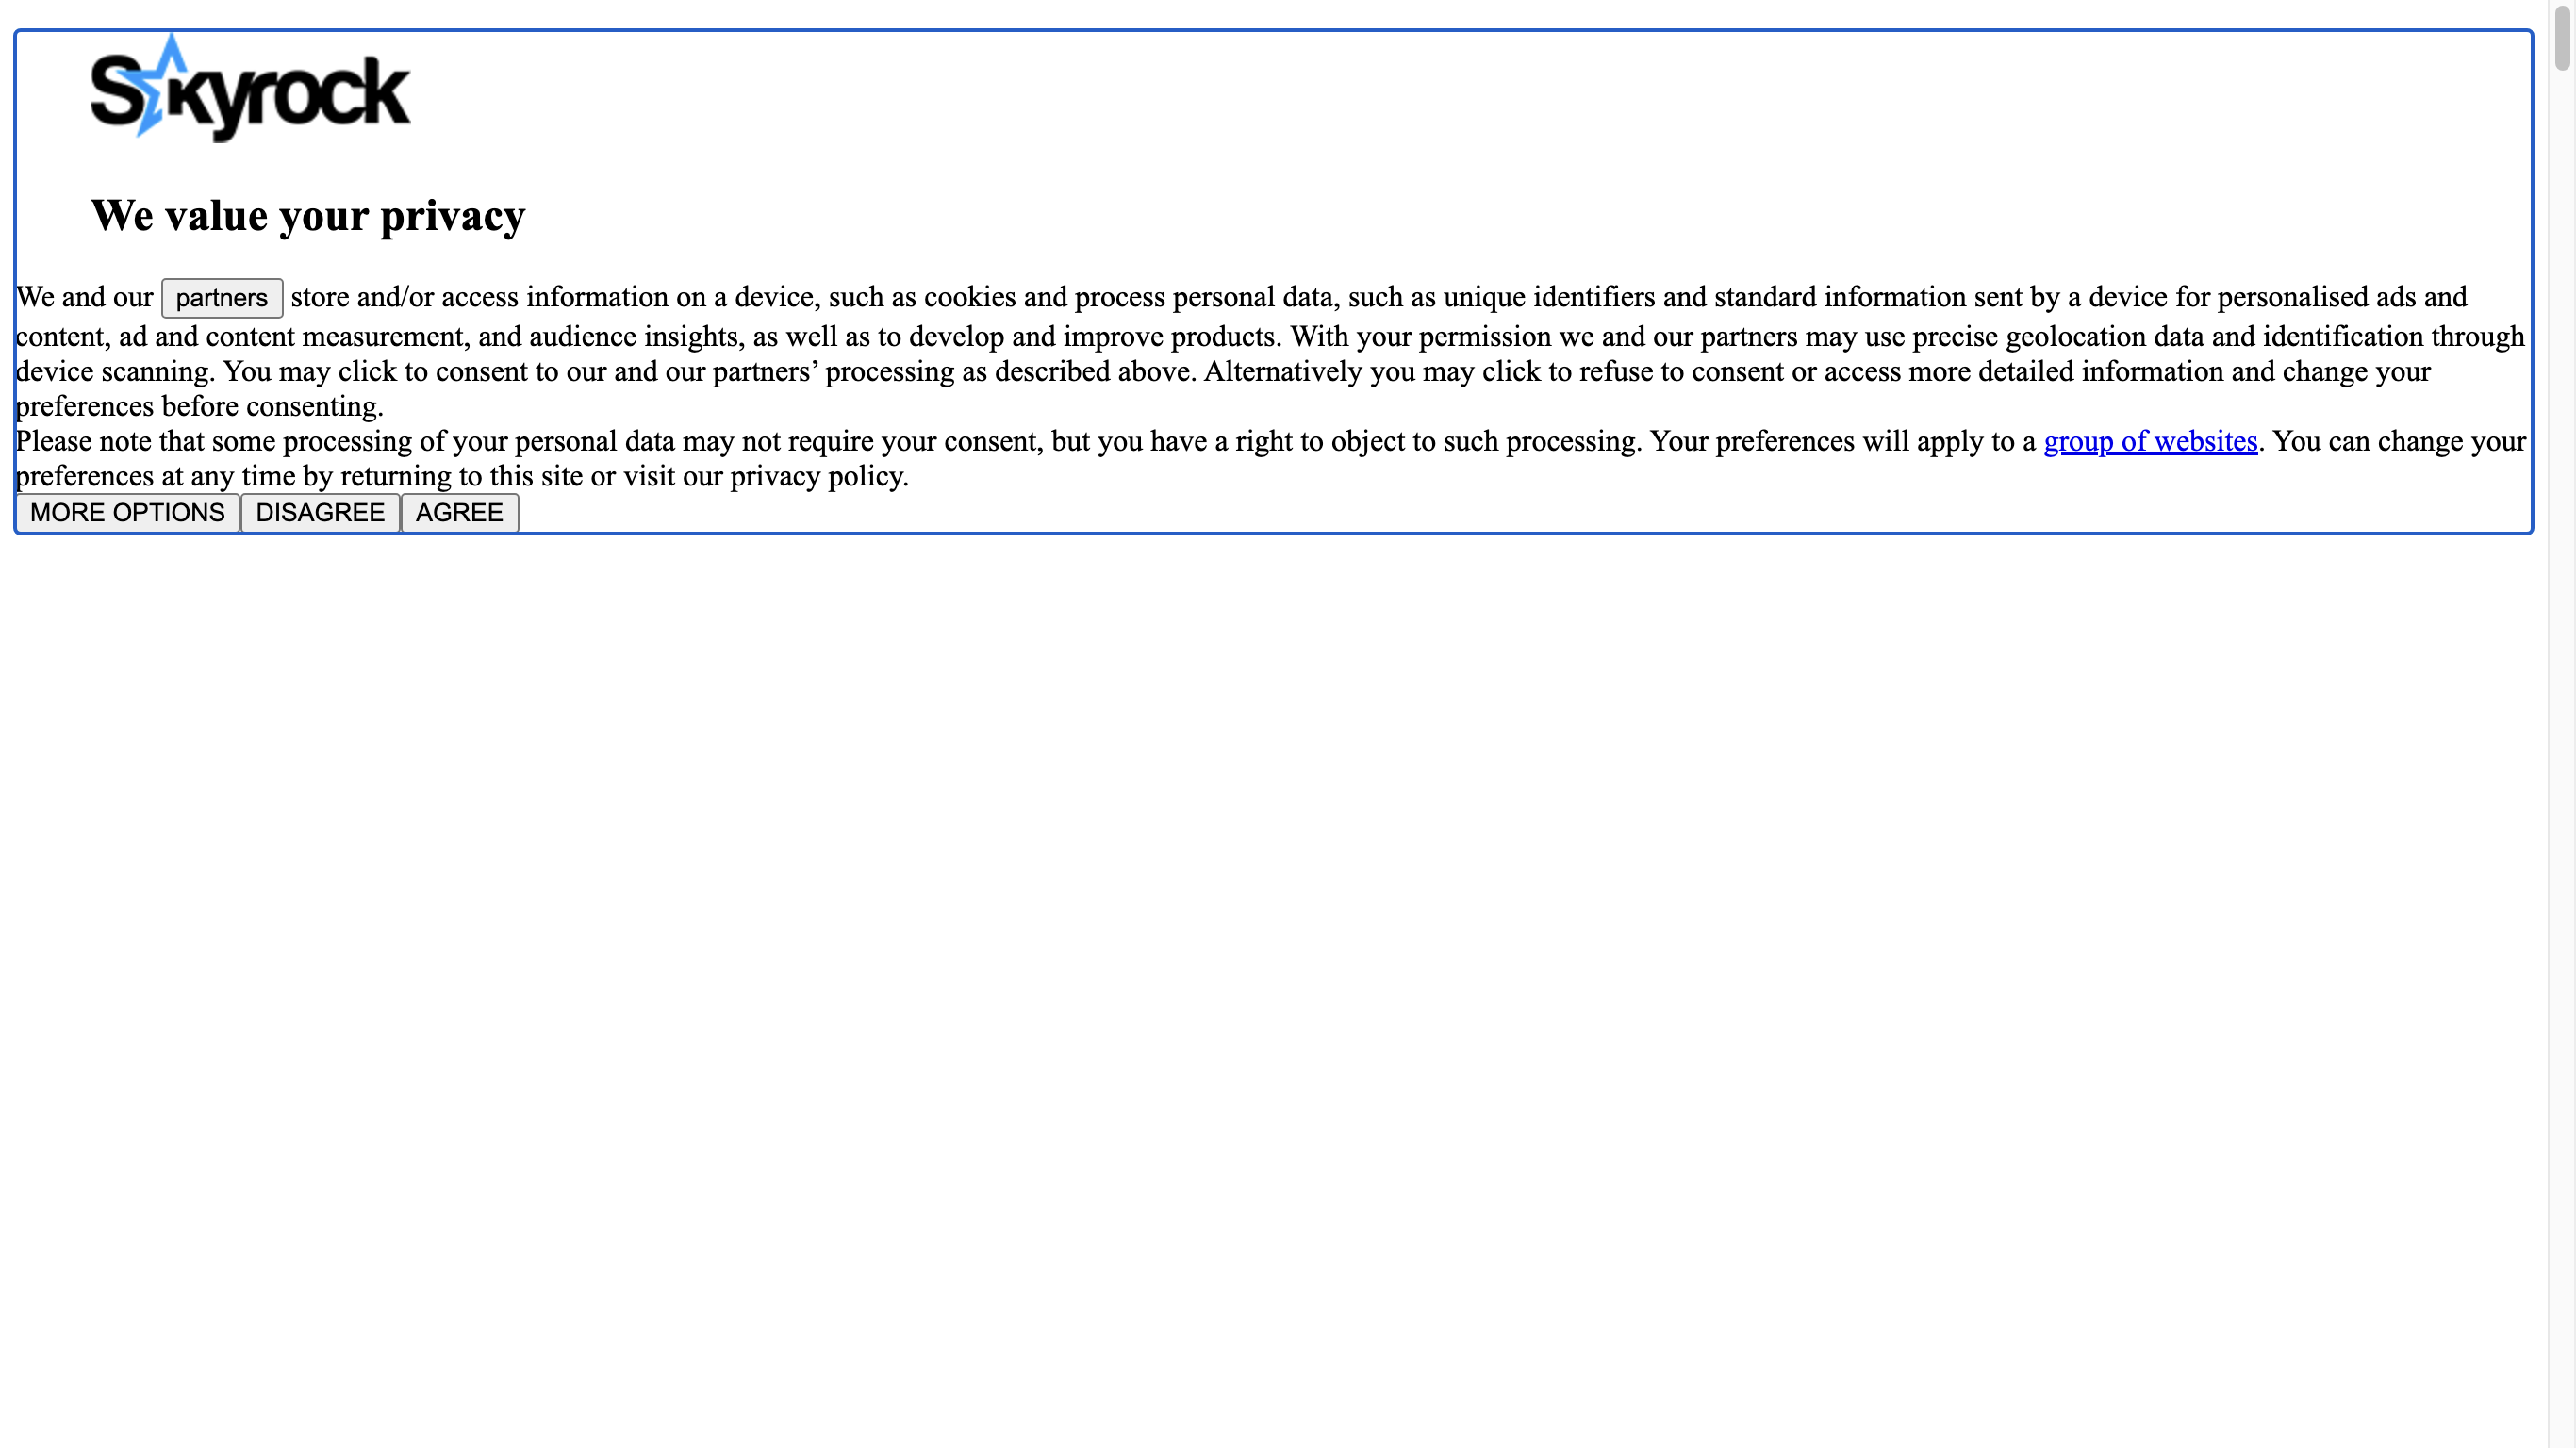 Skyrock
We value your privacy
We and our partners store and/or access information on a device, such as cookies and process personal data, such as unique identifiers and standard information sent by a device for personalised ads and
content, ad and content measurement, and audience insights, as well as to develop and improve products. With your permission we and our partners may use precise geolocation data and identification through
device scanning. You may click to consent to our and our partners’ processing as described above. Alternatively you may click to refuse to consent or access more detailed information and change your
preferences before consenting.
Please note that some processing of your personal data may not require your consent, but you have a right to object to such processing. Your preferences will apply to a group of websites. You can change your
preferences at any time by returning to this site or visit our privacy policy.
MORE OPTIONS DISAGREE AGREE